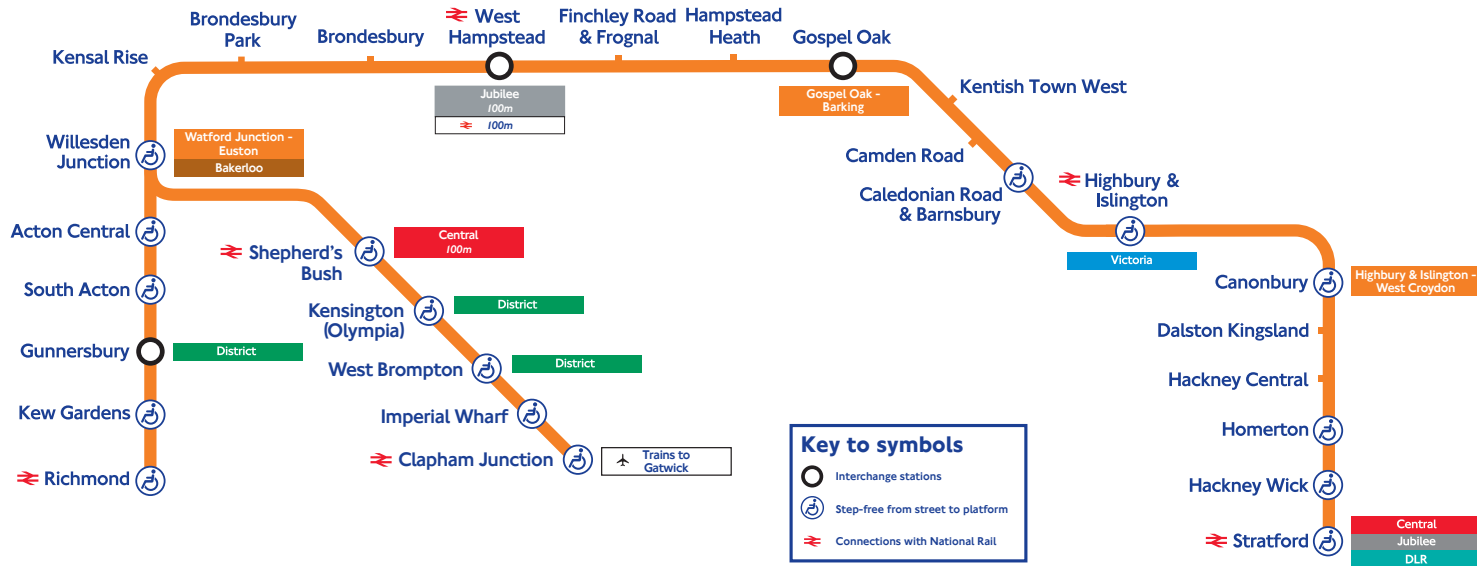 Kensal Rise
Brondesbury
Park
Brondesbury
West
Hampstead
Jubilee
100m
100m
Finchley Road
& Frognal
Hampstead
Heath
Gospel Oak
Gospel Oak -
Barking
Kentish Town West
Camden Road
Caledonian Road
& Barnsbury
Highbury &
Islington
Victoria
Canonbury
Highbury & Islington -
West Croydon
Dalston Kingsland
Hackney Central
Homerton
Hackney Wick
Stratford
Central
Jubilee
DLR
Willesden
Junction
Watford Junction -
Euston
Bakerloo
Acton Central
South Acton
Gunnersbury
District
Kew Gardens
Richmond
Shepherd's
Bush
Central
100m
Kensington
(Olympia)
District
West Brompton
District
Imperial Wharf
Clapham Junction
Trains to
Gatwick
Key to symbols
Interchange stations
Step-free from street to platform
Connections with National Rail